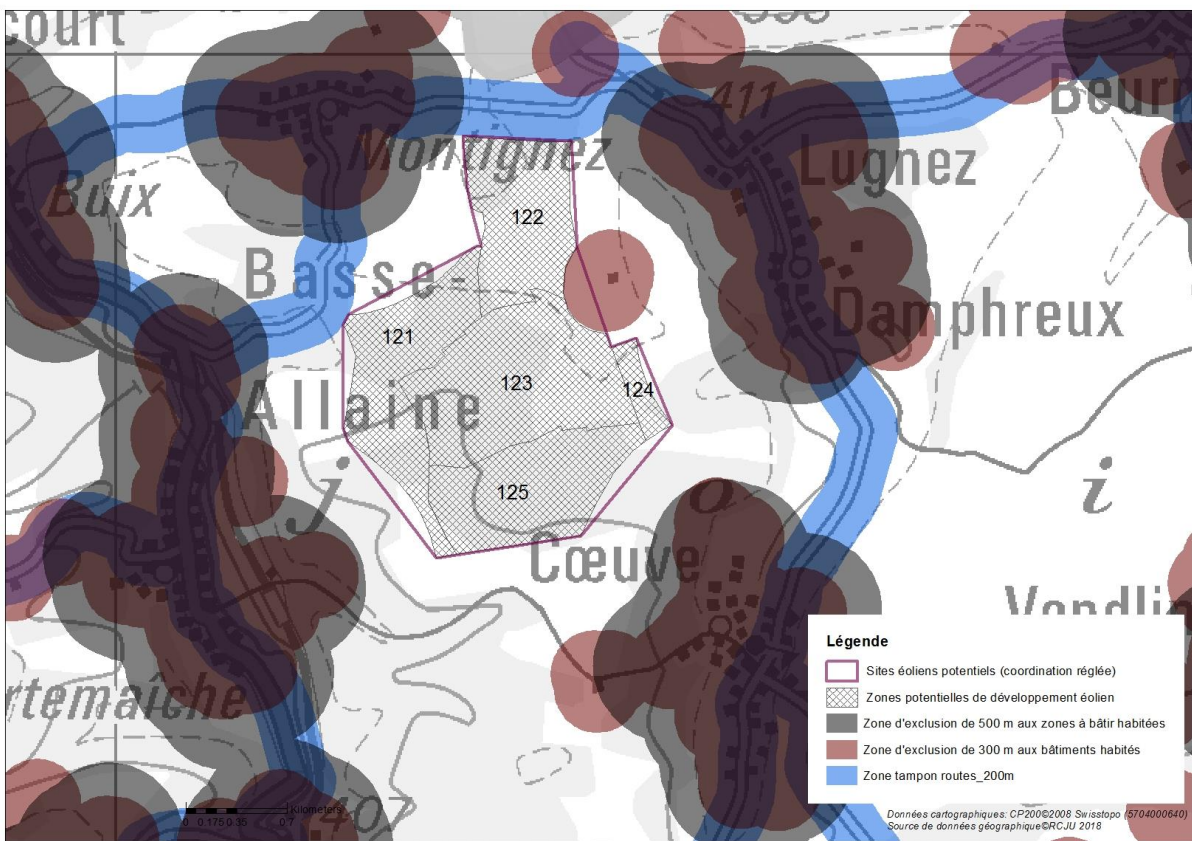 court
398
411
Beurn
Montignez
Lugnez
Buix
122
Basse-
Damphreux
121
123
124
Allaine
J
o
i
125
Cœuve
Vendlin
Légende
Sites éoliens potentiels (coordination réglée)
Zones potentielles de développement éolien
Zone d'exclusion de 500 m aux zones à bâtir habitées
Zone d'exclusion de 300 m aux bâtiments habités
Zone tampon routes_200m
rtemaîche
407
Kilometers
0 0.175 0.35 0.7
Données cartographiques: CP200©2008 Swisstopo (5704000640)
Source de données géographique©RCJU 2018